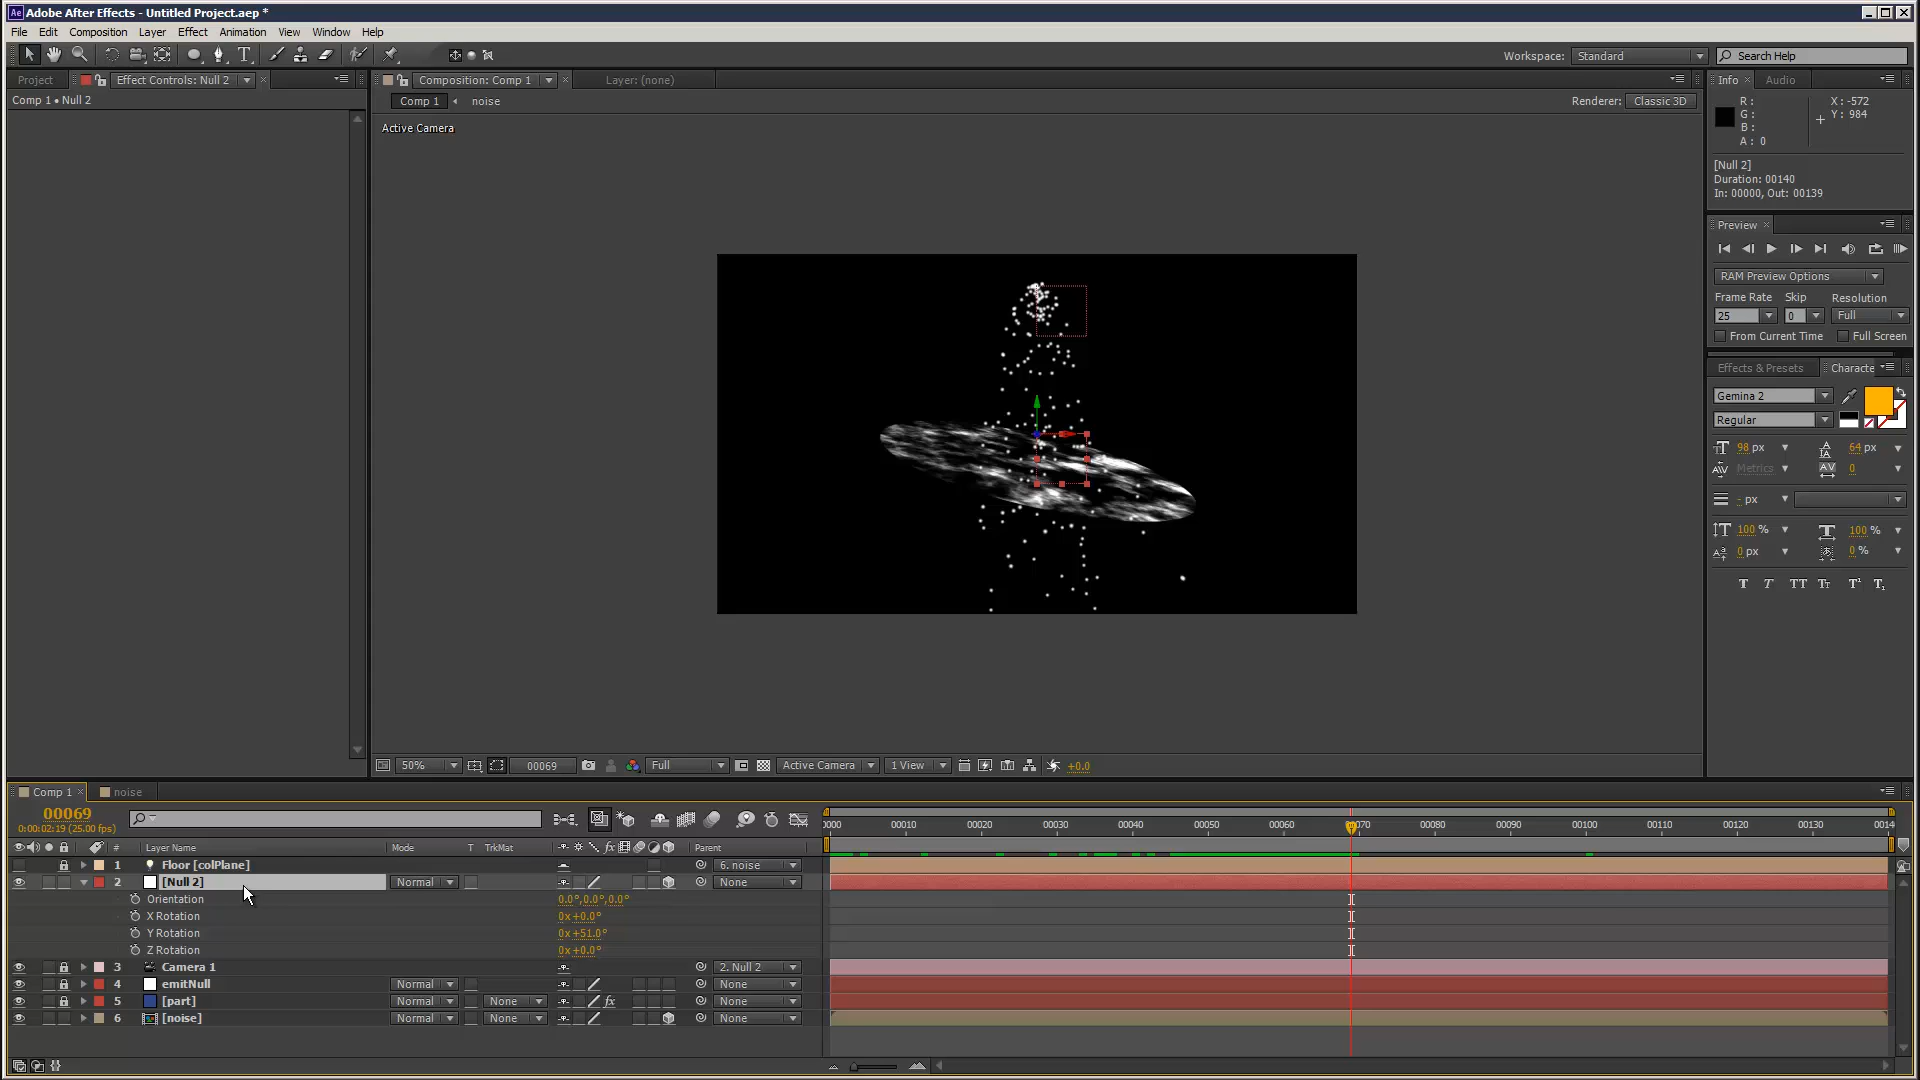 Adobe After Effects - Untitled Project.aep *
File Edit Composition Layer Effect Animation View Window Help
Workspace: Standard Search Help
Project Effect Controls: Null 2 Composition: Comp 1 Layer: (none) Info Audio
Comp 1 • Null 2
Comp 1 noise Renderer: Classic 3D
Active Camera
R: X: -572
G: Y: 984
B:
A: 0
[Null 2]
Duration: 00140
In: 00000, Out: 00139
Preview
RAM Preview Options
Frame Rate Skip Resolution
25 0 Full
From Current Time Full Screen
Effects & Presets Characte
Gemina 2
Regular
98 px 64 px
Metrics 0
- px
100 % 100 %
0 px 0 %
T T TT Tt T¹ T₁
50% 00069 Full Active Camera 1 View +0.0
Comp 1 noise
00069
0:00:02:19 (25.00 fps)
0000 00010 00020 00030 00040 00050 00060 00070 00080 00090 00100 00110 00120 00130 0014
# Layer Name Mode T TrkMat fx Parent
1 Floor [colPlane] 6. noise
2 [Null 2] Normal None
Orientation 0.0°,0.0°,0.0°
X Rotation 0x+0.0°
Y Rotation 0x+51.0°
Z Rotation 0x+0.0°
3 Camera 1 2. Null 2
4 emitNull Normal None
5 [part] Normal None fx None
6 [noise] Normal None None